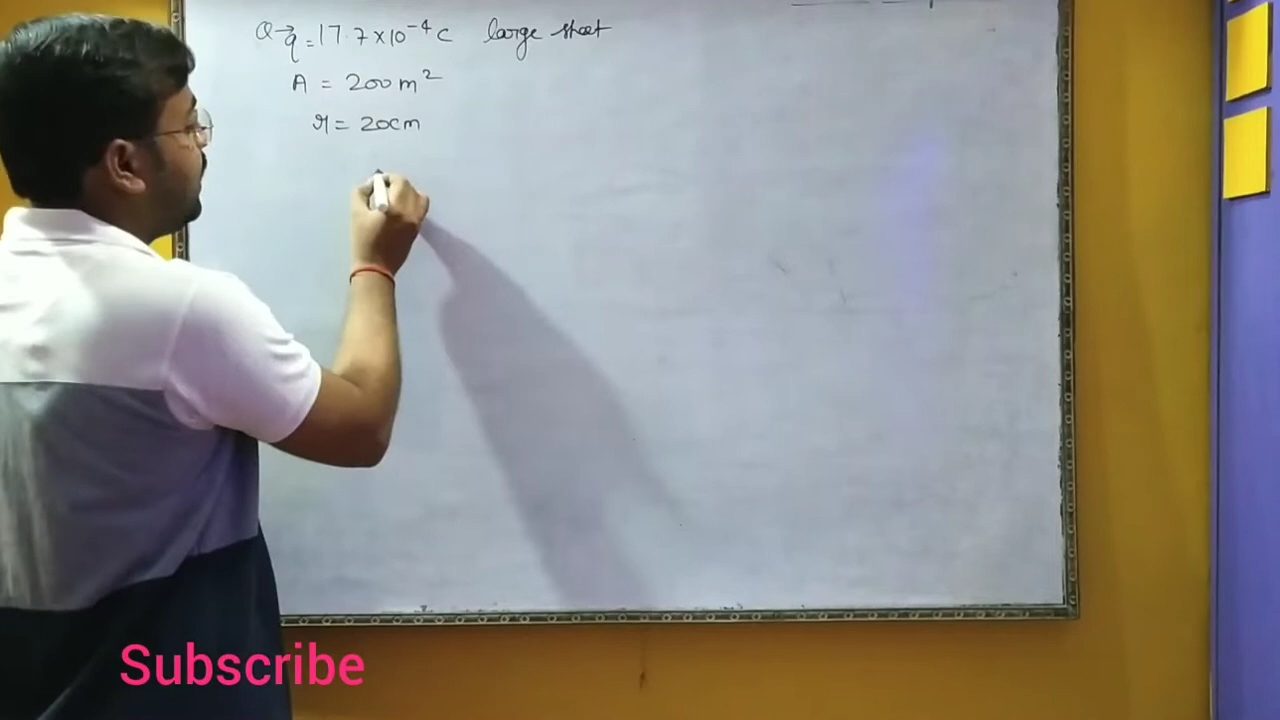 Q→ q = 17.7×10⁻⁴ C large sheet
A = 200 m²
r = 20cm
Subscribe